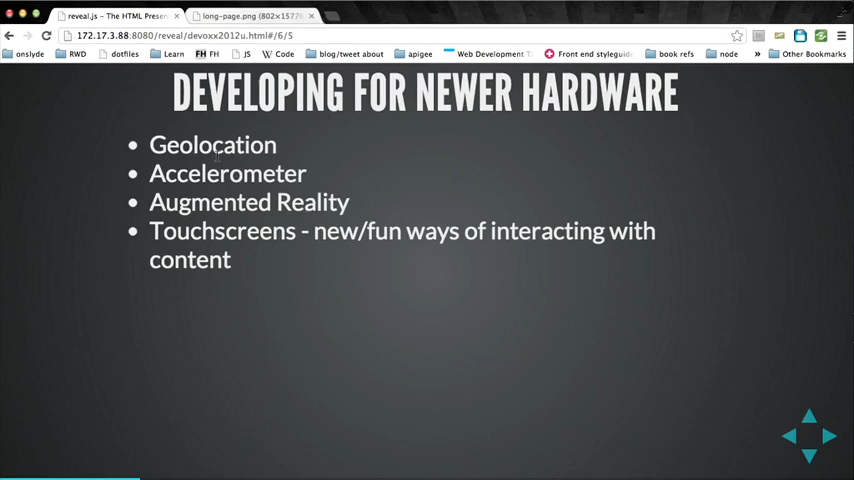 reveal.js – The HTML Presen
long-page.png (802×1577
172.17.3.88:8080/reveal/devoxx2012u.html#/6/5
onslyde RWD dotfiles Learn FH FH JS Code blog/tweet about apigee Web Development T Front end styleguide book refs node » Other Bookmarks
DEVELOPING FOR NEWER HARDWARE
• Geolocation
• Accelerometer
• Augmented Reality
• Touchscreens - new/fun ways of interacting with
content